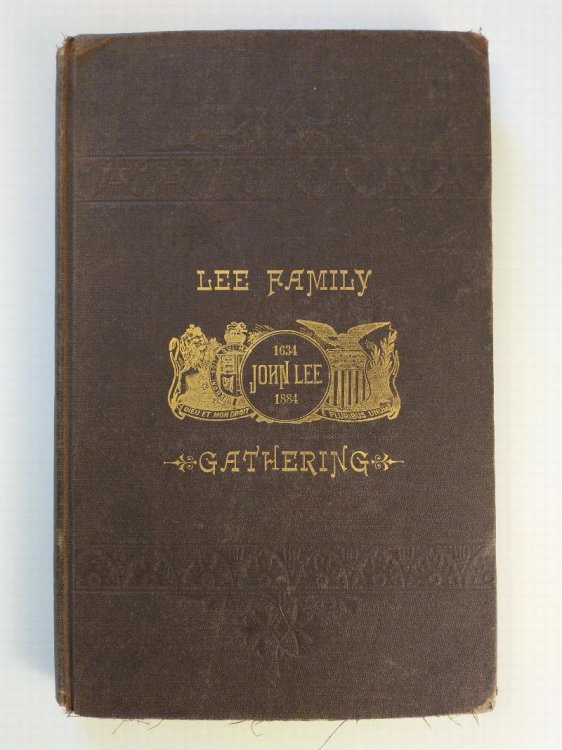 LEE FAMILY
1634
JOHN LEE
1884
DIEU ET MON DROIT
E PLURIBUS UNUM
GATHERING